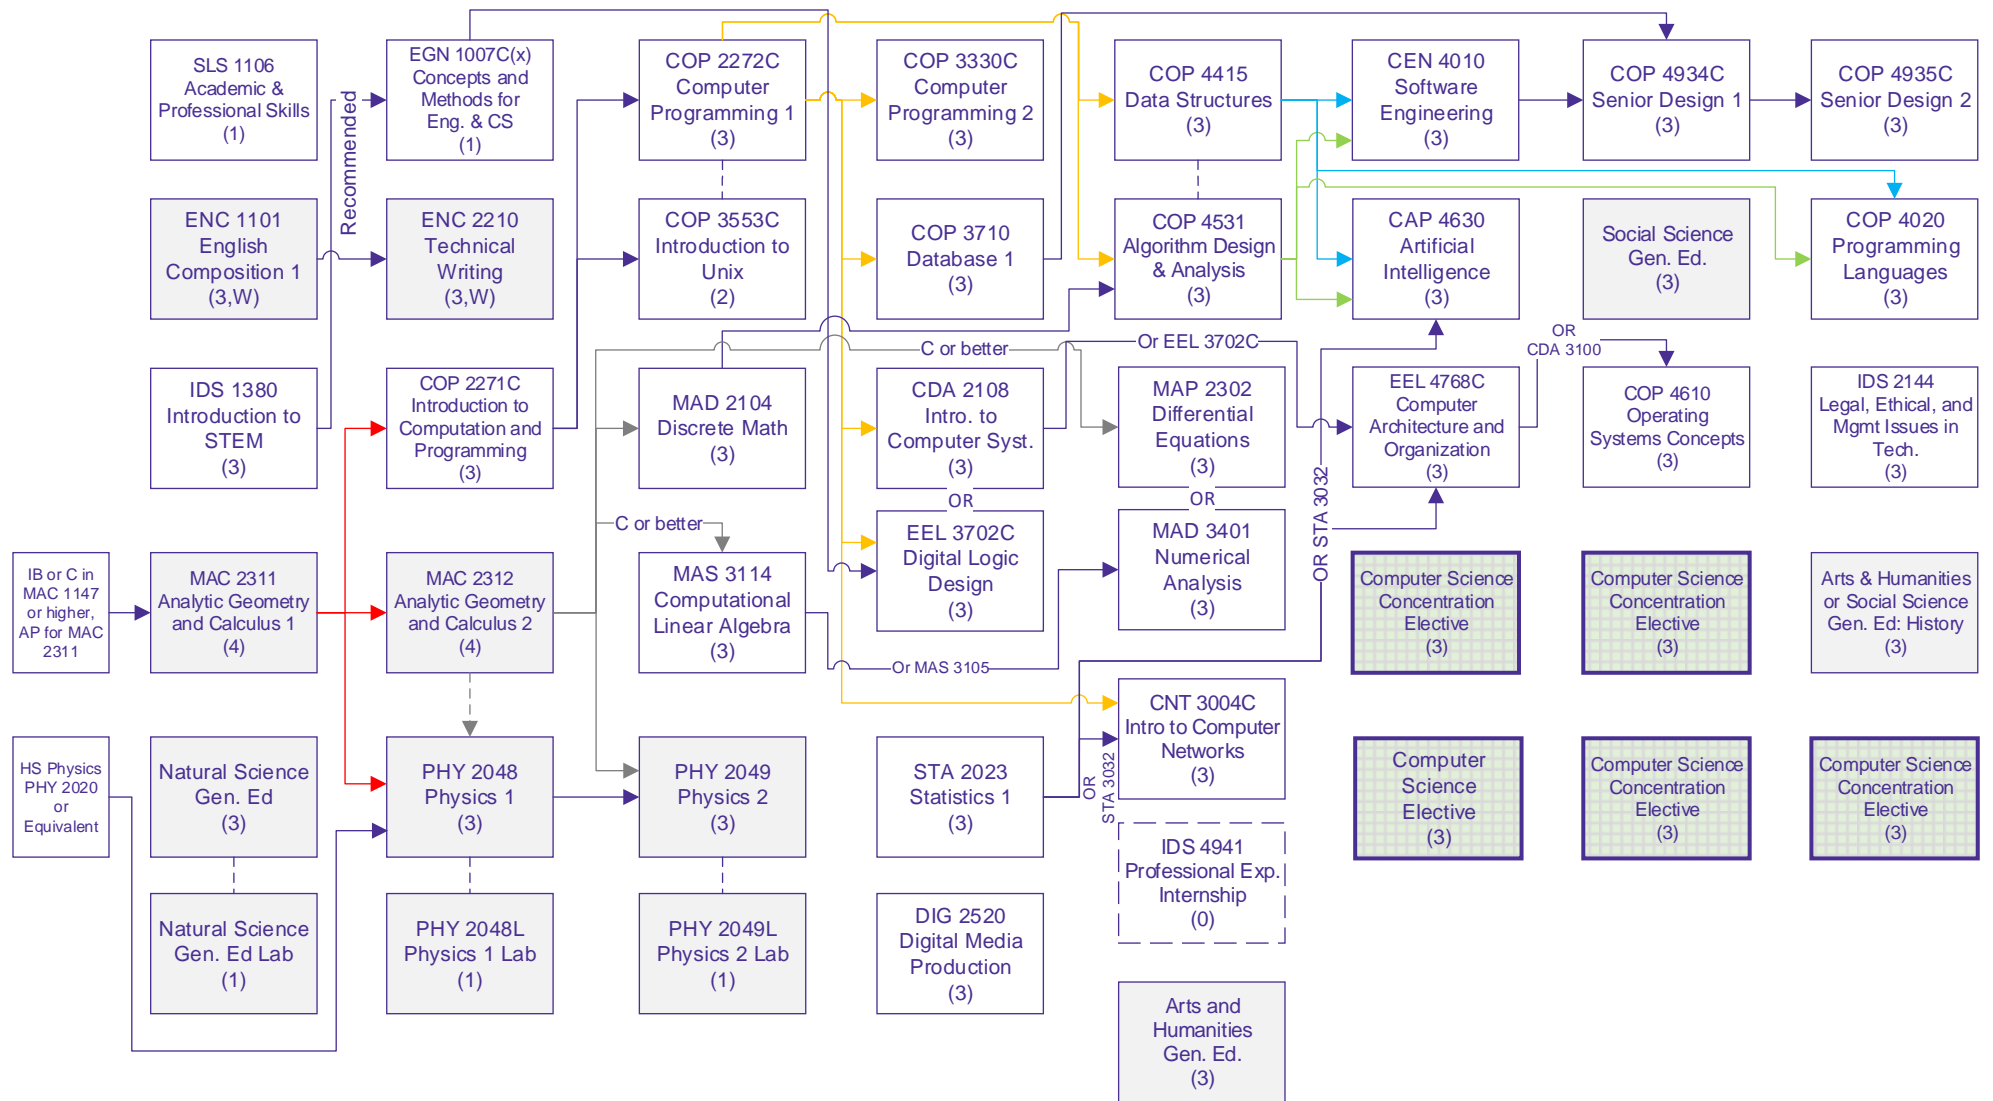 SLS 1106
Academic &
Professional Skills
(1)
EGN 1007C(x)
Concepts and
Methods for
Eng. & CS
(1)
COP 2272C
Computer
Programming 1
(3)
COP 3330C
Computer
Programming 2
(3)
COP 4415
Data Structures
(3)
CEN 4010
Software
Engineering
(3)
COP 4934C
Senior Design 1
(3)
COP 4935C
Senior Design 2
(3)
Recommended
ENC 1101
English
Composition 1
(3,W)
ENC 2210
Technical
Writing
(3,W)
COP 3553C
Introduction to
Unix
(2)
COP 3710
Database 1
(3)
COP 4531
Algorithm Design
& Analysis
(3)
CAP 4630
Artificial
Intelligence
(3)
Social Science
Gen. Ed.
(3)
COP 4020
Programming
Languages
(3)
C or better
Or EEL 3702C
OR
CDA 3100
IDS 1380
Introduction to
STEM
(3)
COP 2271C
Introduction to
Computation and
Programming
(3)
MAD 2104
Discrete Math
(3)
CDA 2108
Intro. to
Computer Syst.
(3)
MAP 2302
Differential
Equations
(3)
EEL 4768C
Computer
Architecture and
Organization
(3)
COP 4610
Operating
Systems Concepts
(3)
IDS 2144
Legal, Ethical, and
Mgmt Issues in
Tech.
(3)
OR
OR
OR STA 3032
C or better
EEL 3702C
Digital Logic
Design
(3)
MAD 3401
Numerical
Analysis
(3)
IB or C in
MAC 1147
or higher,
AP for MAC
2311
MAC 2311
Analytic Geometry
and Calculus 1
(4)
MAC 2312
Analytic Geometry
and Calculus 2
(4)
MAS 3114
Computational
Linear Algebra
(3)
Or MAS 3105
Computer Science
Concentration
Elective
(3)
Computer Science
Concentration
Elective
(3)
Arts & Humanities
or Social Science
Gen. Ed: History
(3)
CNT 3004C
Intro to Computer
Networks
(3)
HS Physics
PHY 2020
or
Equivalent
Natural Science
Gen. Ed
(3)
PHY 2048
Physics 1
(3)
PHY 2049
Physics 2
(3)
STA 2023
Statistics 1
(3)
OR
STA 3032
Computer
Science
Elective
(3)
Computer Science
Concentration
Elective
(3)
Computer Science
Concentration
Elective
(3)
IDS 4941
Professional Exp.
Internship
(0)
Natural Science
Gen. Ed Lab
(1)
PHY 2048L
Physics 1 Lab
(1)
PHY 2049L
Physics 2 Lab
(1)
DIG 2520
Digital Media
Production
(3)
Arts and
Humanities
Gen. Ed.
(3)